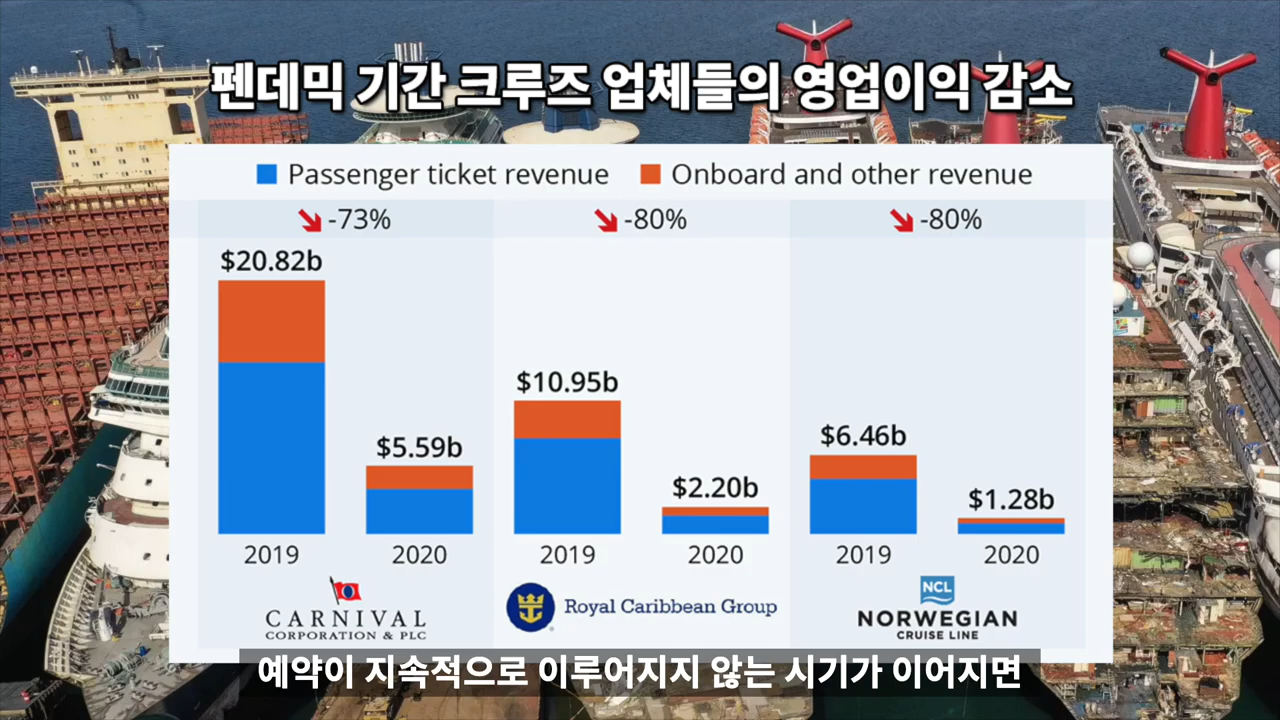 펜데믹 기간 크루즈 업체들의 영업이익 감소
Passenger ticket revenue Onboard and other revenue
-73% -80% -80%
$20.82b
$5.59b
$10.95b
$2.20b
$6.46b
$1.28b
2019 2020 2019 2020 2019 2020
CARNIVAL
CORPORATION & PLC
Royal Caribbean Group
NCL
NORWEGIAN
CRUISE LINE
예약이 지속적으로 이루어지지 않는 시기가 이어지면